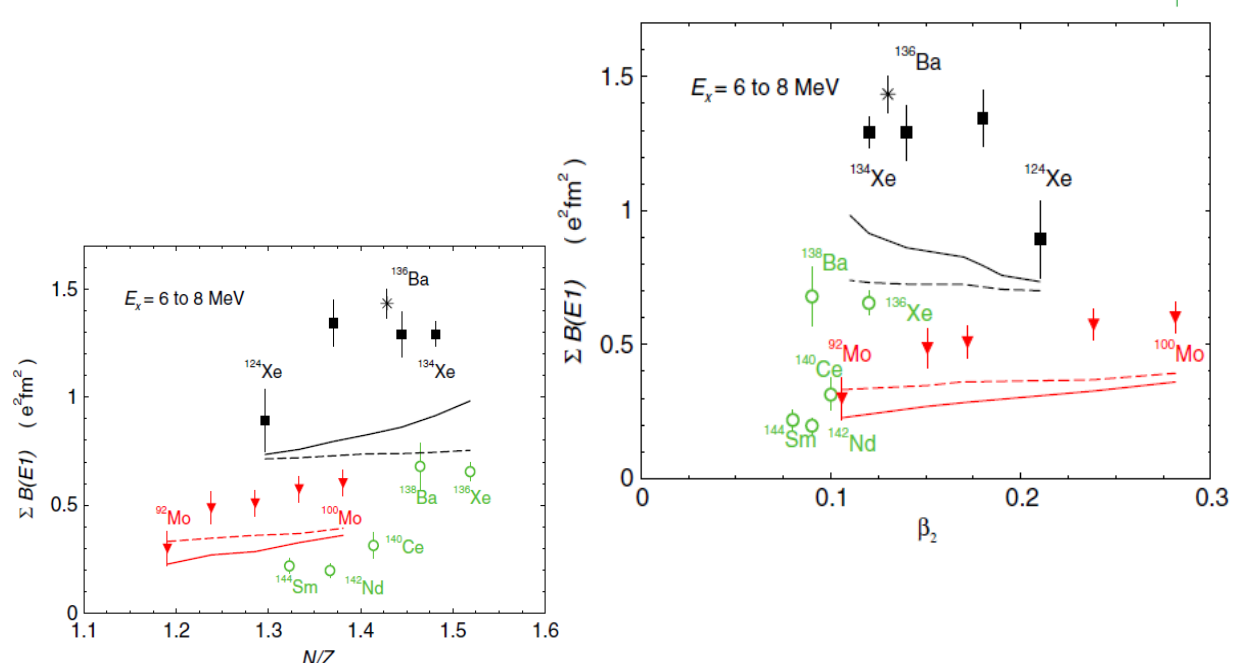 1.5
1
0.5
0
Σ B(E1) (e²fm²)
E_x = 6 to 8 MeV
¹³⁶Ba
¹²⁴Xe
¹³⁴Xe
⁹²Mo
¹⁰⁰Mo
¹³⁸Ba
¹³⁶Xe
¹⁴⁰Ce
¹⁴⁴Sm
¹⁴²Nd
1.1 1.2 1.3 1.4 1.5 1.6
N/Z
1.5
1
0.5
0
Σ B(E1) (e²fm²)
¹³⁶Ba
E_x = 6 to 8 MeV
¹³⁴Xe
¹²⁴Xe
¹³⁸Ba
¹³⁶Xe
⁹²Mo
¹⁰⁰Mo
¹⁴⁰Ce
¹⁴⁴Sm
¹⁴²Nd
0 0.1 0.2 0.3
β₂